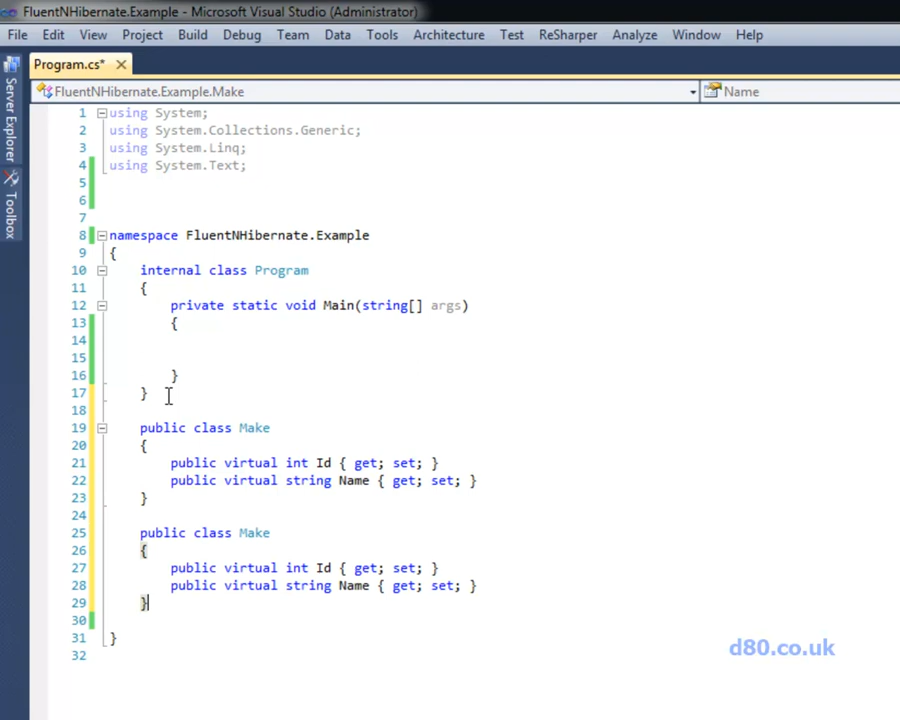 FluentNHibernate.Example - Microsoft Visual Studio (Administrator)
File Edit View Project Build Debug Team Data Tools Architecture Test ReSharper Analyze Window Help
Server Explorer
Toolbox
Program.cs*
FluentNHibernate.Example.Make Name
1 using System;
2 using System.Collections.Generic;
3 using System.Linq;
4 using System.Text;
5
6
7
8 namespace FluentNHibernate.Example
9 {
10 internal class Program
11 {
12 private static void Main(string[] args)
13 {
14
15
16 }
17 }
18
19 public class Make
20 {
21 public virtual int Id { get; set; }
22 public virtual string Name { get; set; }
23 }
24
25 public class Make
26 {
27 public virtual int Id { get; set; }
28 public virtual string Name { get; set; }
29 }
30
31 }
32
d80.co.uk